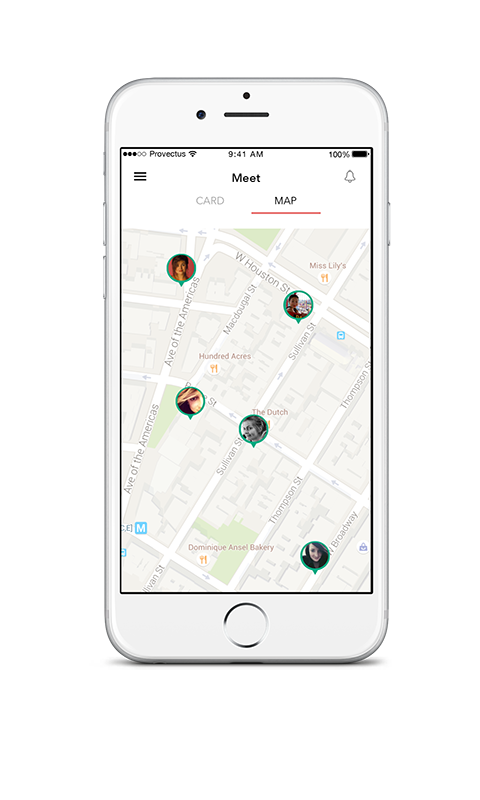 Provectus
9:41 AM
100%
Meet
CARD
MAP
W Houston St
Miss Lily's
Ave of the Americas
Macdougal St
Sullivan St
Hundred Acres
Thompson St
The Dutch
Ave of the Americas
Sullivan St
Thompson St
W Broadway
C,E]
M
Dominique Ansel Bakery
Sullivan St